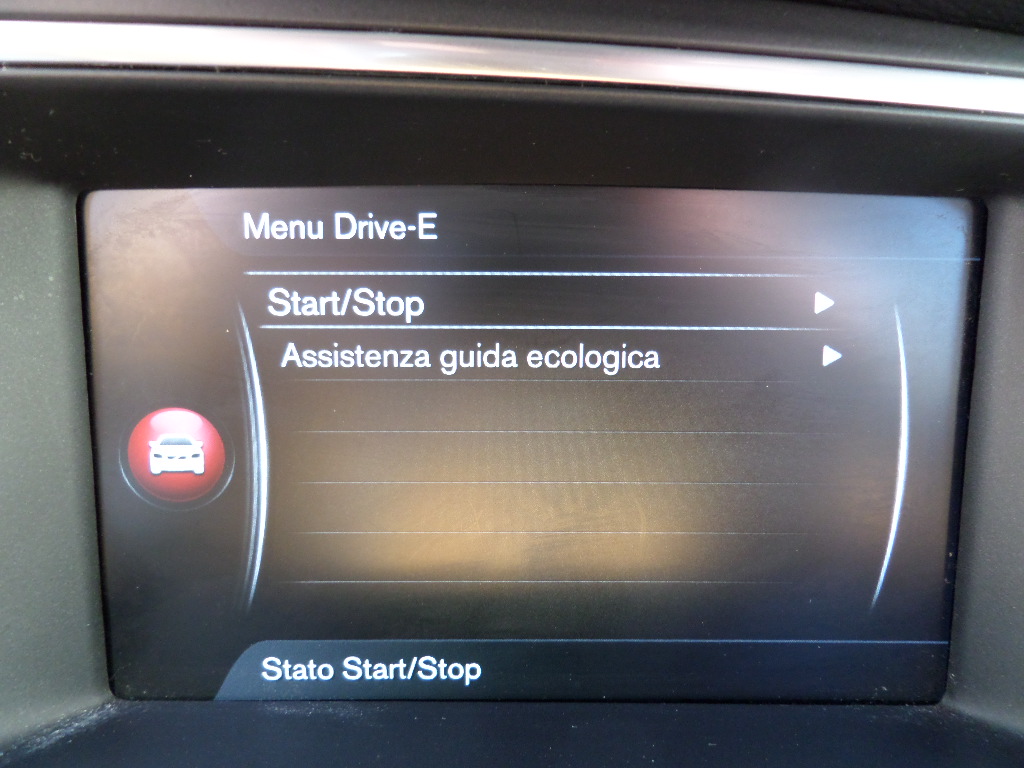 Menu Drive-E
Start/Stop
Assistenza guida ecologica
Stato Start/Stop